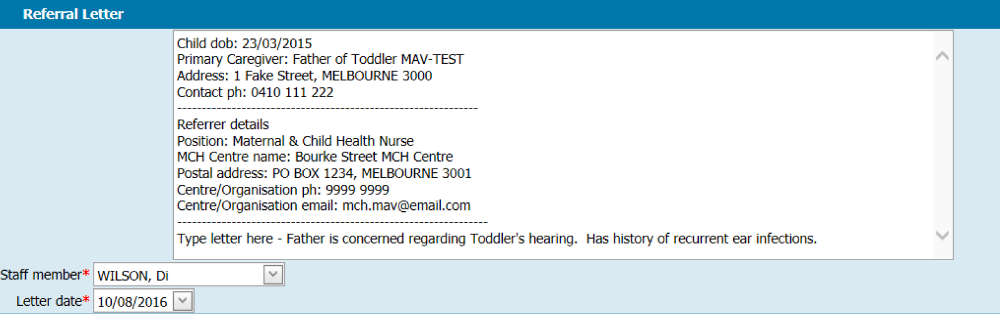 Referral Letter
Child dob: 23/03/2015
Primary Caregiver: Father of Toddler MAV-TEST
Address: 1 Fake Street, MELBOURNE 3000
Contact ph: 0410 111 222
-------------------------------------------------------------
Referrer details
Position: Maternal & Child Health Nurse
MCH Centre name: Bourke Street MCH Centre
Postal address: PO BOX 1234, MELBOURNE 3001
Centre/Organisation ph: 9999 9999
Centre/Organisation email: mch.mav@email.com
---------------------------------------------------------------
Type letter here - Father is concerned regarding Toddler's hearing.  Has history of recurrent ear infections.
Staff member* WILSON, Di
Letter date* 10/08/2016